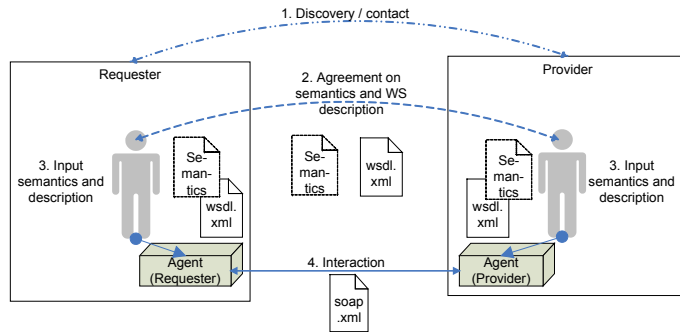 1. Discovery / contact
Requester
Provider
2. Agreement on
semantics and WS
description
3. Input
semantics and
description
Se-
man-
tics
wsdl.
xml
Se-
man-
tics
wsdl.
xml
Se-
man-
tics
wsdl.
xml
3. Input
semantics and
description
Agent
(Requester)
4. Interaction
Agent
(Provider)
soap
.xml